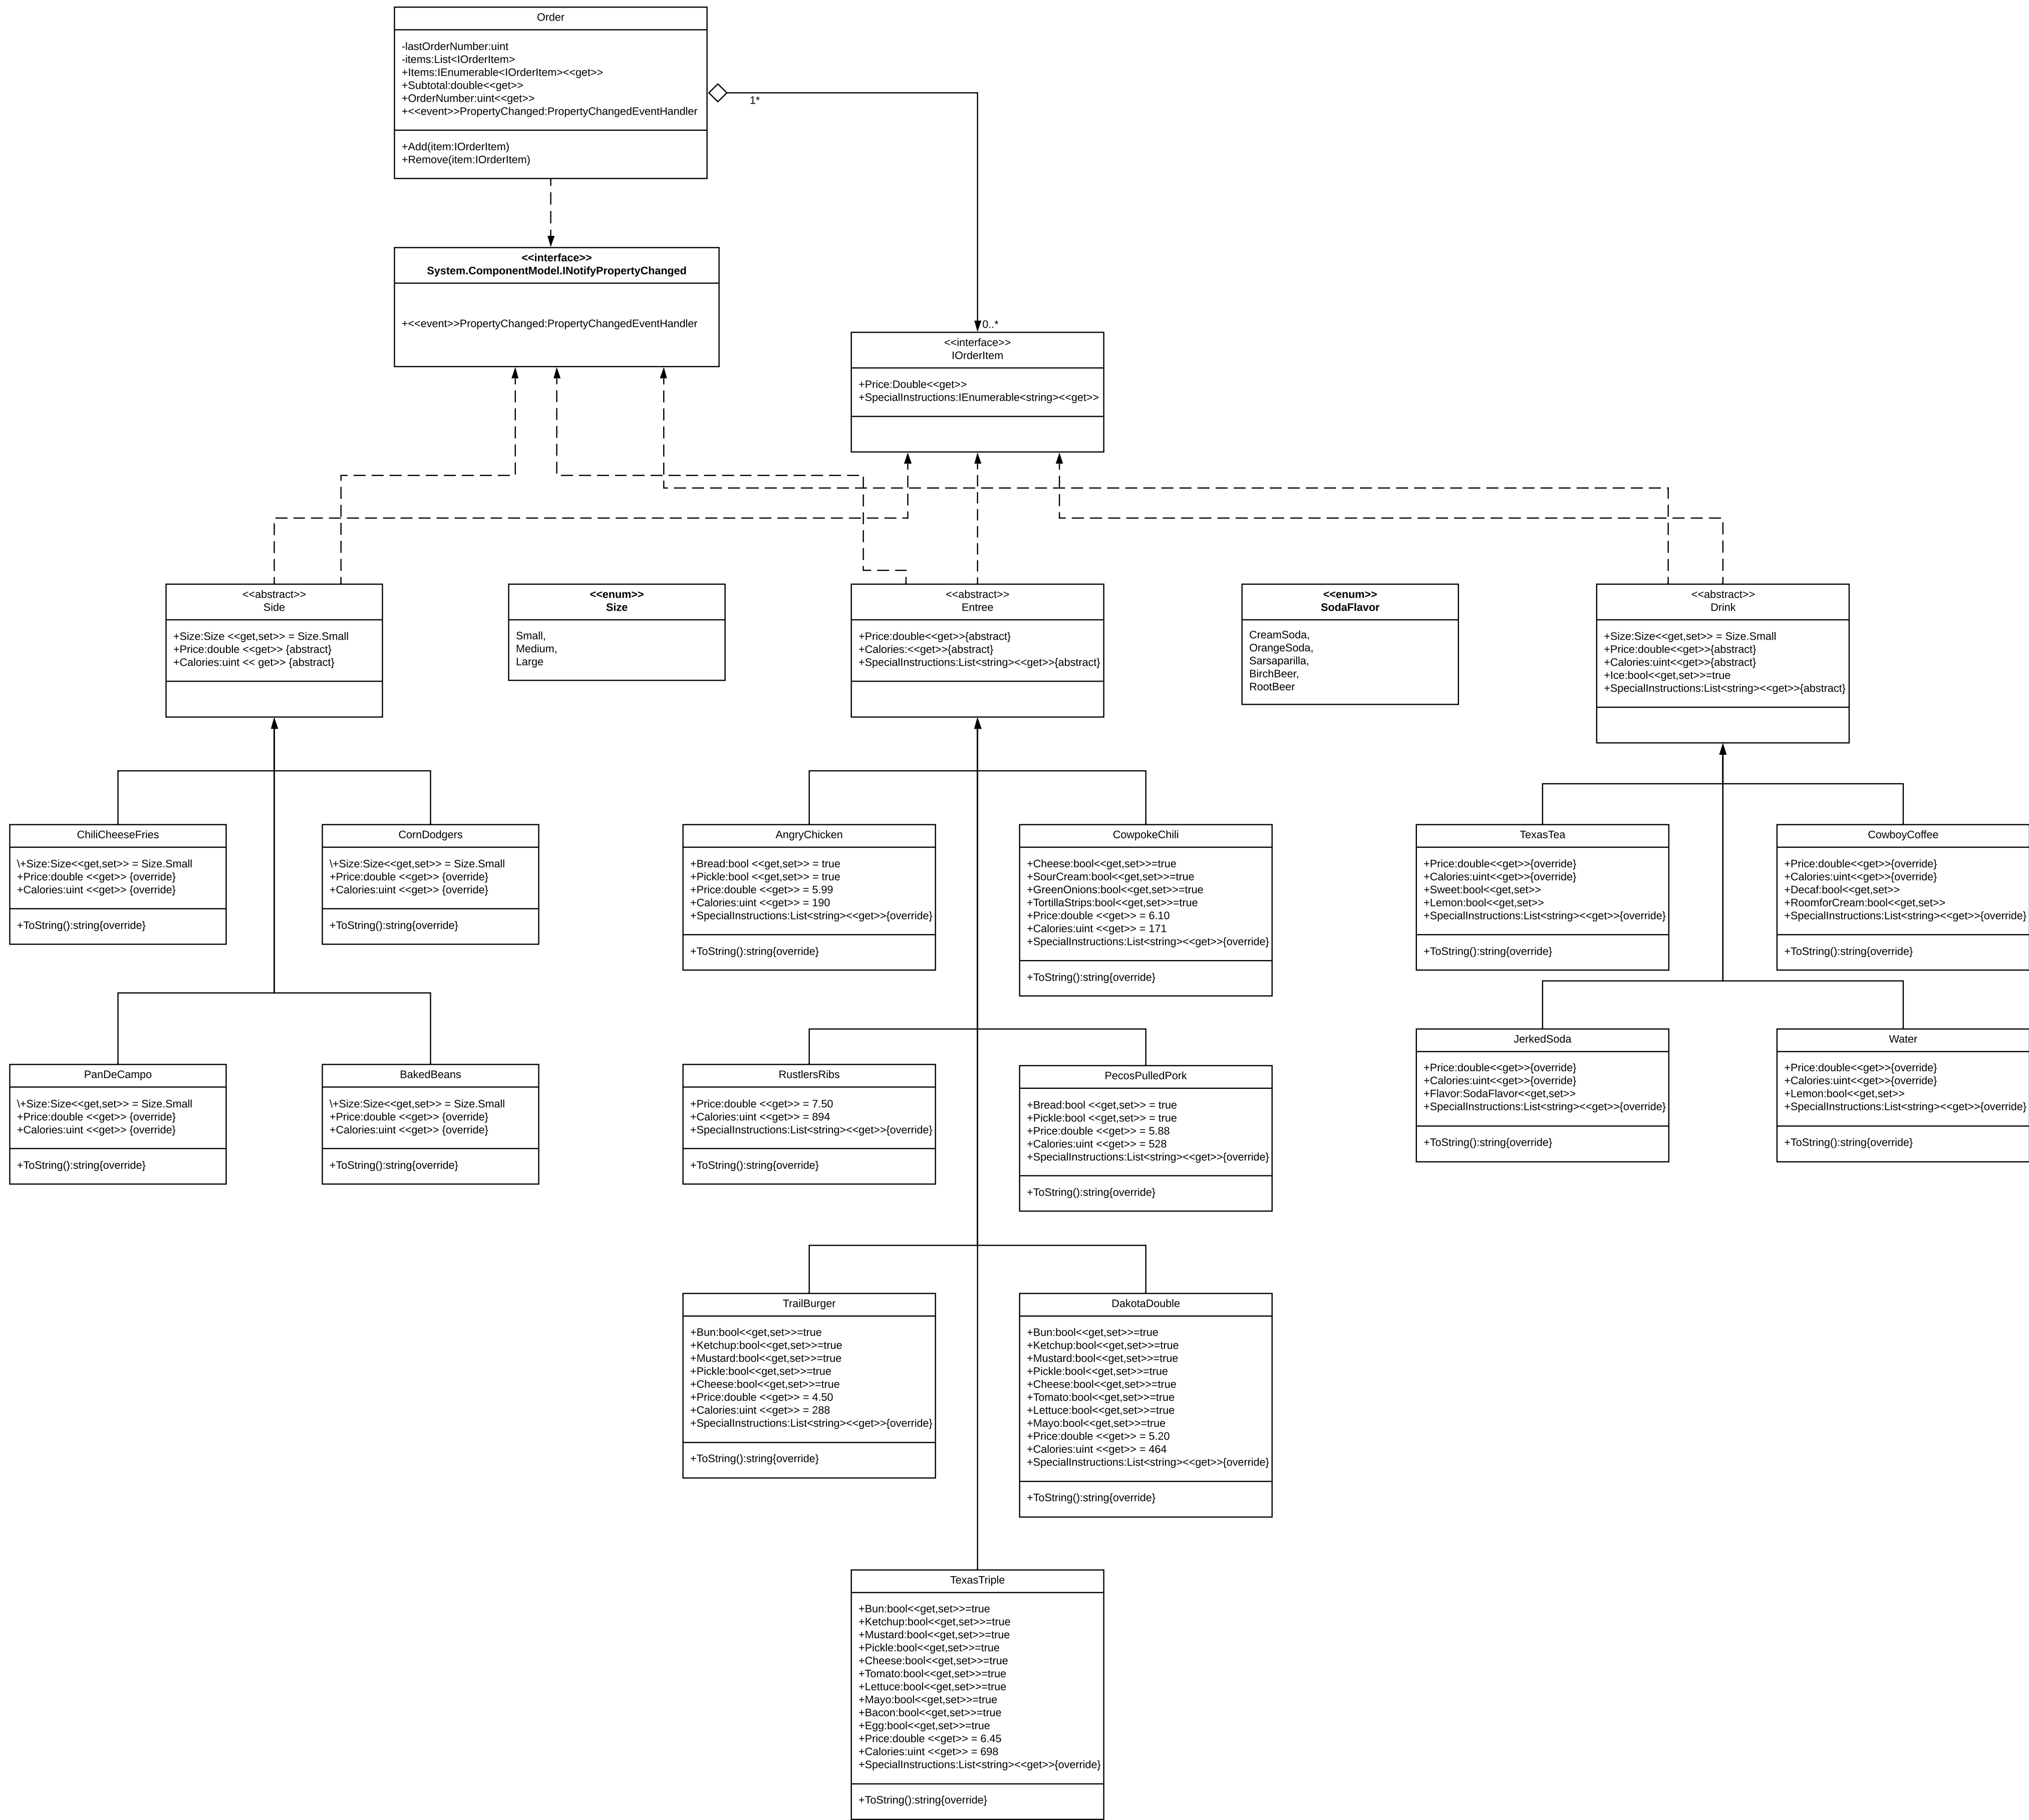 Order
-lastOrderNumber:uint
-items:List<IOrderItem>
+Items:IEnumerable<IOrderItem><<get>>
+Subtotal:double<<get>>
+OrderNumber:uint<<get>>
+<<event>>PropertyChanged:PropertyChangedEventHandler
+Add(item:IOrderItem)
+Remove(item:IOrderItem)
1*
<<interface>>
System.ComponentModel.INotifyPropertyChanged
+<<event>>PropertyChanged:PropertyChangedEventHandler
0..*
<<interface>>
IOrderItem
+Price:Double<<get>>
+SpecialInstructions:IEnumerable<string><<get>>
<<abstract>>
Side
+Size:Size <<get,set>> = Size.Small
+Price:double <<get>> {abstract}
+Calories:uint << get>> {abstract}
<<enum>>
Size
Small,
Medium,
Large
<<abstract>>
Entree
+Price:double<<get>>{abstract}
+Calories:<<get>>{abstract}
+SpecialInstructions:List<string><<get>>{abstract}
<<enum>>
SodaFlavor
CreamSoda,
OrangeSoda,
Sarsaparilla,
BirchBeer,
RootBeer
<<abstract>>
Drink
+Size:Size<<get,set>> = Size.Small
+Price:double<<get>>{abstract}
+Calories:uint<<get>>{abstract}
+Ice:bool<<get,set>>=true
+SpecialInstructions:List<string><<get>>{abstract}
ChiliCheeseFries
\+Size:Size<<get,set>> = Size.Small
+Price:double <<get>> {override}
+Calories:uint <<get>> {override}
+ToString():string{override}
CornDodgers
\+Size:Size<<get,set>> = Size.Small
+Price:double <<get>> {override}
+Calories:uint <<get>> {override}
+ToString():string{override}
AngryChicken
+Bread:bool <<get,set>> = true
+Pickle:bool <<get,set>> = true
+Price:double <<get>> = 5.99
+Calories:uint <<get>> = 190
+SpecialInstructions:List<string><<get>>{override}
+ToString():string{override}
CowpokeChili
+Cheese:bool<<get,set>>=true
+SourCream:bool<<get,set>>=true
+GreenOnions:bool<<get,set>>=true
+TortillaStrips:bool<<get,set>>=true
+Price:double <<get>> = 6.10
+Calories:uint <<get>> = 171
+SpecialInstructions:List<string><<get>>{override}
+ToString():string{override}
TexasTea
+Price:double<<get>>{override}
+Calories:uint<<get>>{override}
+Sweet:bool<<get,set>>
+Lemon:bool<<get,set>>
+SpecialInstructions:List<string><<get>>{override}
+ToString():string{override}
CowboyCoffee
+Price:double<<get>>{override}
+Calories:uint<<get>>{override}
+Decaf:bool<<get,set>>
+RoomforCream:bool<<get,set>>
+SpecialInstructions:List<string><<get>>{override}
+ToString():string{override}
PanDeCampo
\+Size:Size<<get,set>> = Size.Small
+Price:double <<get>> {override}
+Calories:uint <<get>> {override}
+ToString():string{override}
BakedBeans
\+Size:Size<<get,set>> = Size.Small
+Price:double <<get>> {override}
+Calories:uint <<get>> {override}
+ToString():string{override}
RustlersRibs
+Price:double <<get>> = 7.50
+Calories:uint <<get>> = 894
+SpecialInstructions:List<string><<get>>{override}
+ToString():string{override}
PecosPulledPork
+Bread:bool <<get,set>> = true
+Pickle:bool <<get,set>> = true
+Price:double <<get>> = 5.88
+Calories:uint <<get>> = 528
+SpecialInstructions:List<string><<get>>{override}
+ToString():string{override}
JerkedSoda
+Price:double<<get>>{override}
+Calories:uint<<get>>{override}
+Flavor:SodaFlavor<<get,set>>
+SpecialInstructions:List<string><<get>>{override}
+ToString():string{override}
Water
+Price:double<<get>>{override}
+Calories:uint<<get>>{override}
+Lemon:bool<<get,set>>
+SpecialInstructions:List<string><<get>>{override}
+ToString():string{override}
TrailBurger
+Bun:bool<<get,set>>=true
+Ketchup:bool<<get,set>>=true
+Mustard:bool<<get,set>>=true
+Pickle:bool<<get,set>>=true
+Cheese:bool<<get,set>>=true
+Price:double <<get>> = 4.50
+Calories:uint <<get>> = 288
+SpecialInstructions:List<string><<get>>{override}
+ToString():string{override}
DakotaDouble
+Bun:bool<<get,set>>=true
+Ketchup:bool<<get,set>>=true
+Mustard:bool<<get,set>>=true
+Pickle:bool<<get,set>>=true
+Cheese:bool<<get,set>>=true
+Tomato:bool<<get,set>>=true
+Lettuce:bool<<get,set>>=true
+Mayo:bool<<get,set>>=true
+Price:double <<get>> = 5.20
+Calories:uint <<get>> = 464
+SpecialInstructions:List<string><<get>>{override}
+ToString():string{override}
TexasTriple
+Bun:bool<<get,set>>=true
+Ketchup:bool<<get,set>>=true
+Mustard:bool<<get,set>>=true
+Pickle:bool<<get,set>>=true
+Cheese:bool<<get,set>>=true
+Tomato:bool<<get,set>>=true
+Lettuce:bool<<get,set>>=true
+Mayo:bool<<get,set>>=true
+Bacon:bool<<get,set>>=true
+Egg:bool<<get,set>>=true
+Price:double <<get>> = 6.45
+Calories:uint <<get>> = 698
+SpecialInstructions:List<string><<get>>{override}
+ToString():string{override}